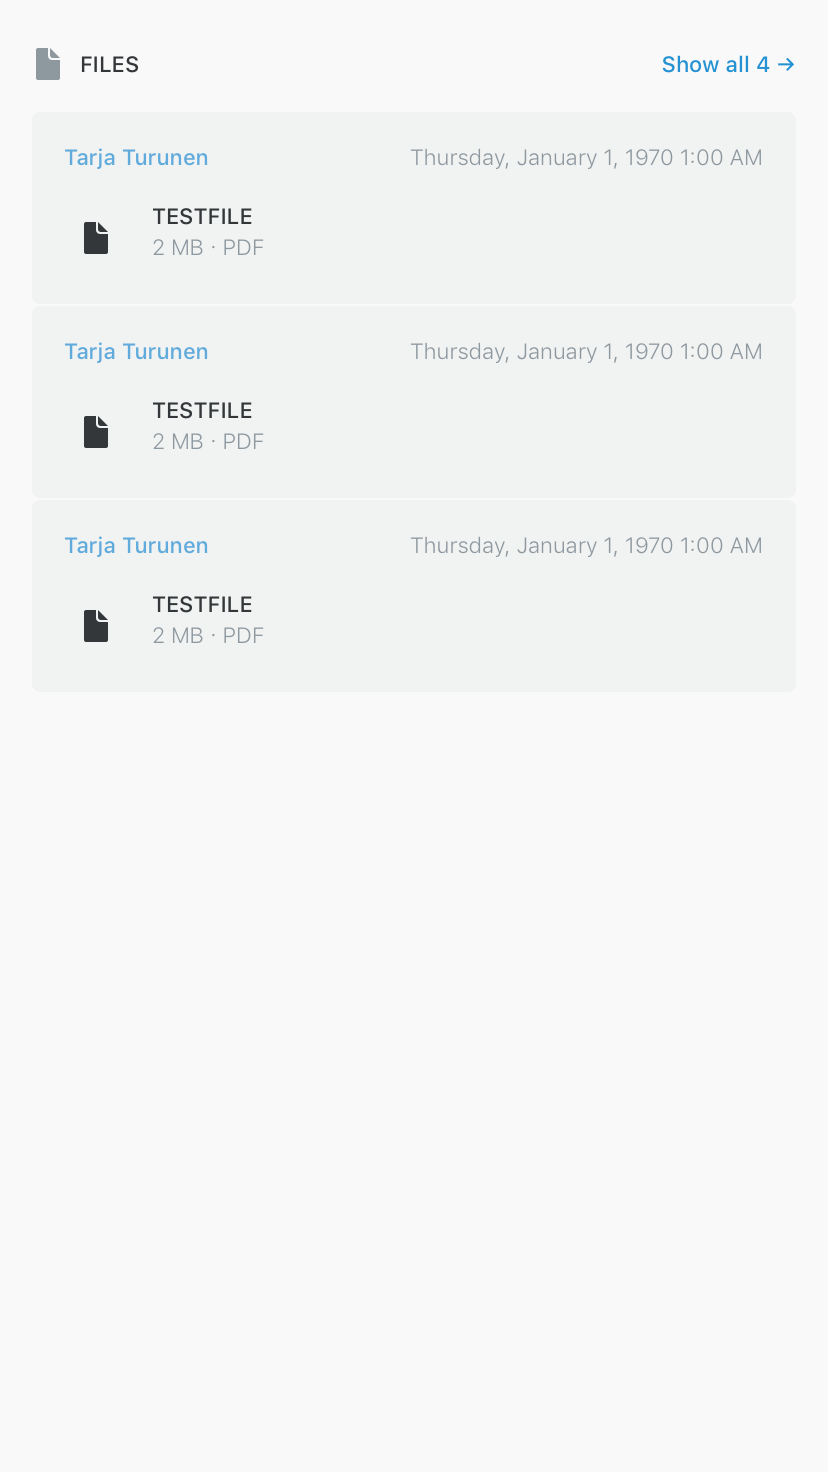 FILES Show all 4 →
Tarja Turunen Thursday, January 1, 1970 1:00 AM
TESTFILE
2 MB · PDF
Tarja Turunen Thursday, January 1, 1970 1:00 AM
TESTFILE
2 MB · PDF
Tarja Turunen Thursday, January 1, 1970 1:00 AM
TESTFILE
2 MB · PDF